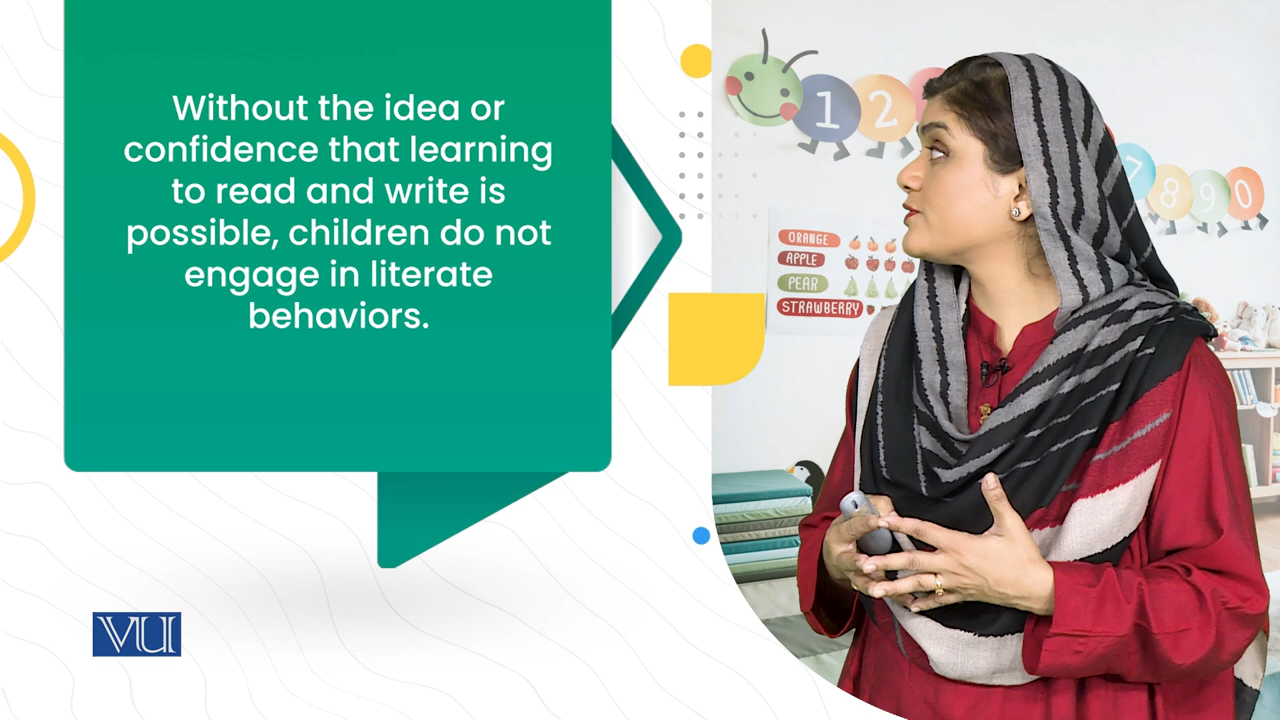 Without the idea or
confidence that learning
to read and write is
possible, children do not
engage in literate
behaviors.
VU
1 2
7 8 9 0
ORANGE
APPLE
PEAR
STRAWBERRY